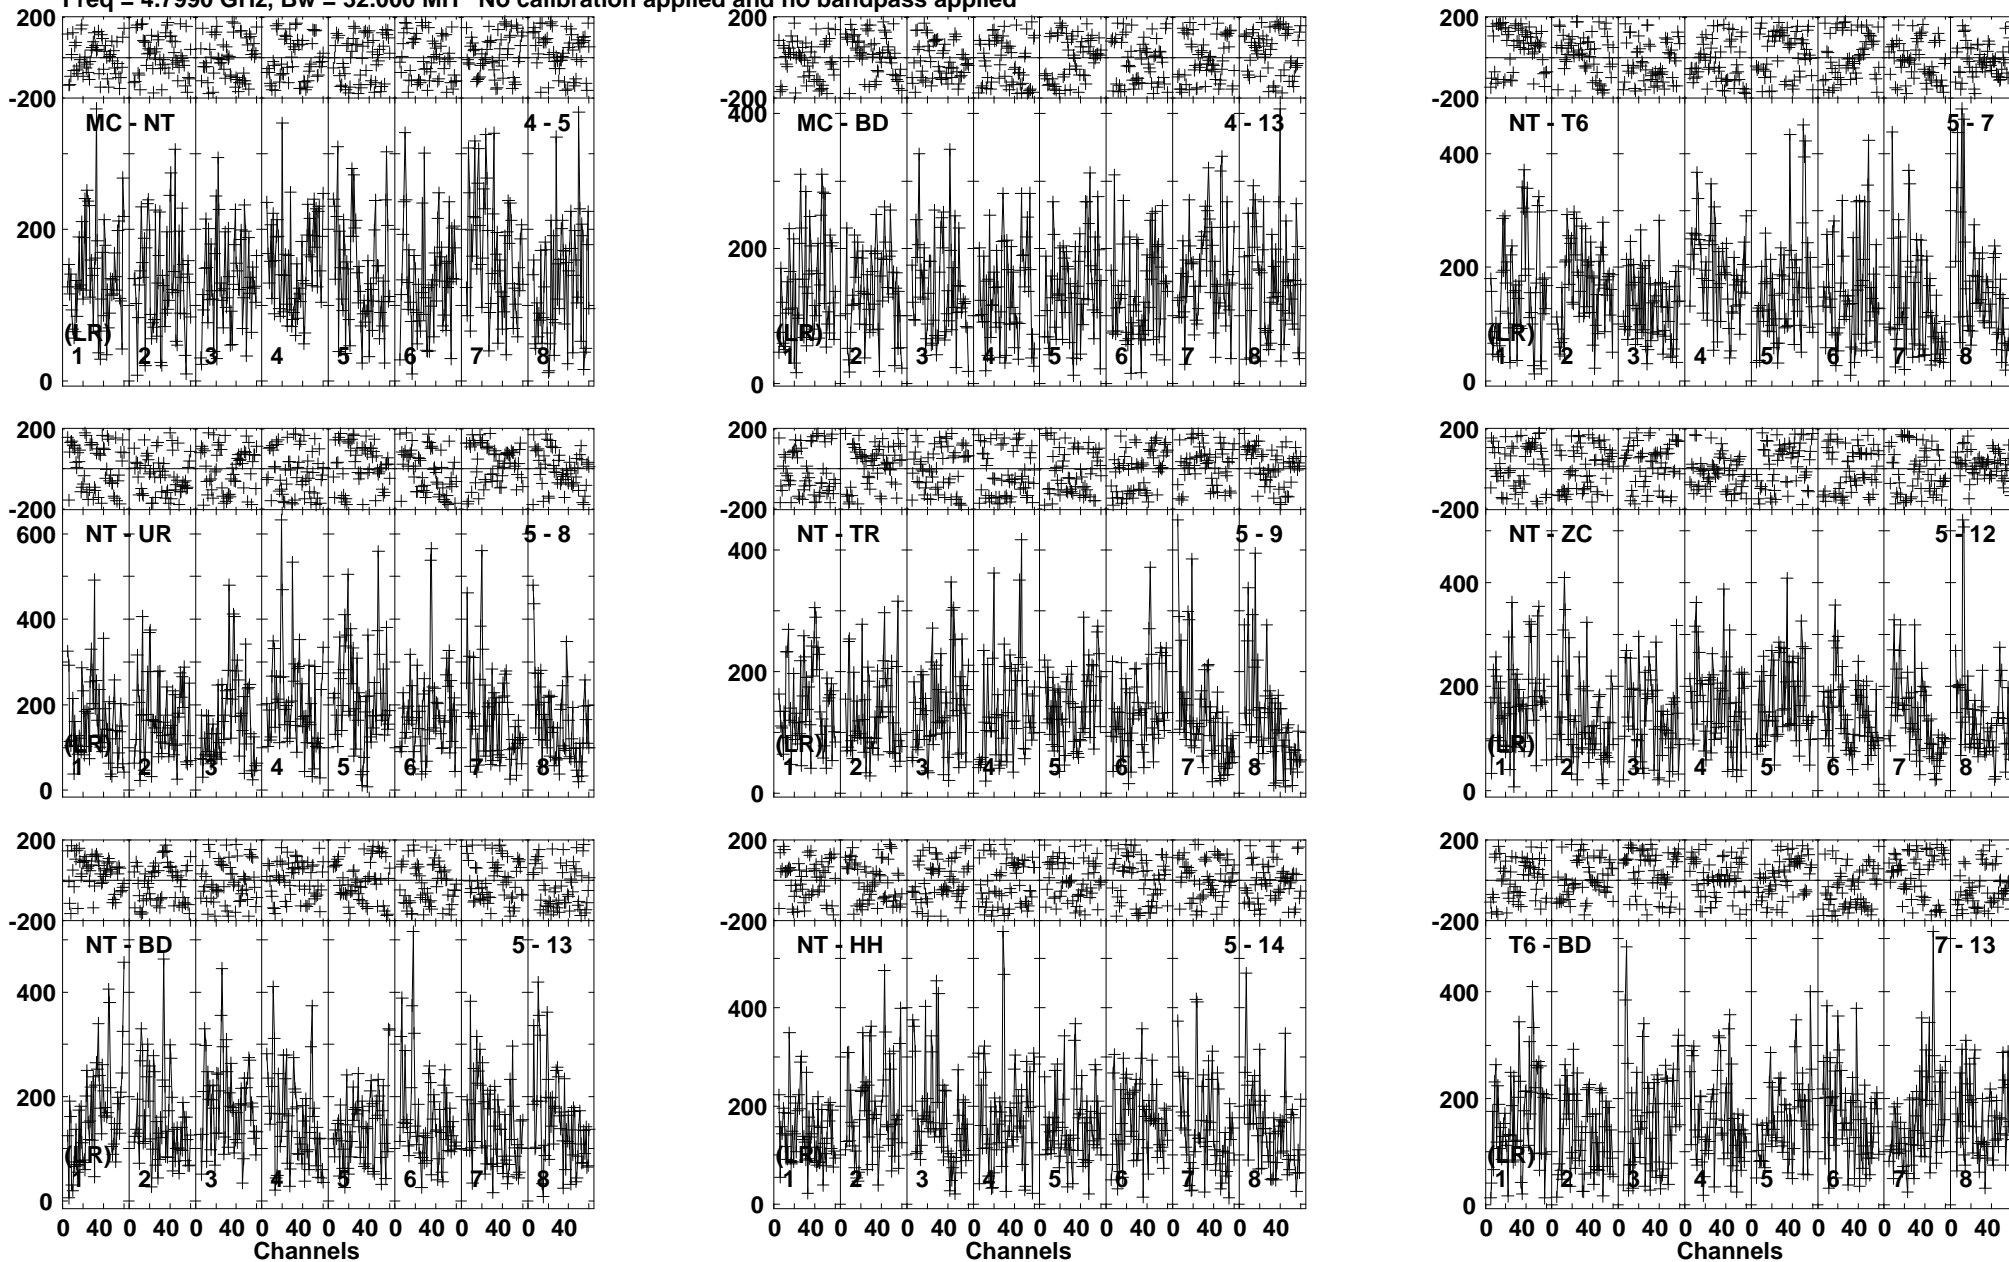 Freq = 4.7990 GHz, Bw = 32.000 MH No calibration applied and no bandpass applied
200 200 200
-200 -200 -200
MC - NT 4 - 5 MC - BD 4 - 13 NT - T6 5 - 7
400 400
200 200 200
(LR) (LR) (LR)
1 2 3 4 5 6 7 8 1 2 3 4 5 6 7 8 1 2 3 4 5 6 7 8
0 0 0
200 200 200
-200 -200 -200
NT - UR 5 - 8 NT - TR 5 - 9 NT - ZC 5 - 12
600
400 400 400
200 200 200
(LR) (LR) (LR)
1 2 3 4 5 6 7 8 1 2 3 4 5 6 7 8 1 2 3 4 5 6 7 8
0 0 0
200 200 200
-200 -200 -200
NT - BD 5 - 13 NT - HH 5 - 14 T6 - BD 7 - 13
400 400 400
200 200 200
(LR) (LR) (LR)
1 2 3 4 5 6 7 8 1 2 3 4 5 6 7 8 1 2 3 4 5 6 7 8
0 0 0
0 40 0 40 0 40 0 40 0 40 0 40 0 40 0 40 0 40 0 40 0 40 0 40 0 40 0 40 0 40 0 40 0 40 0 40 0 40 0 40 0 40 0 40 0 40 0 40
Channels Channels Channels